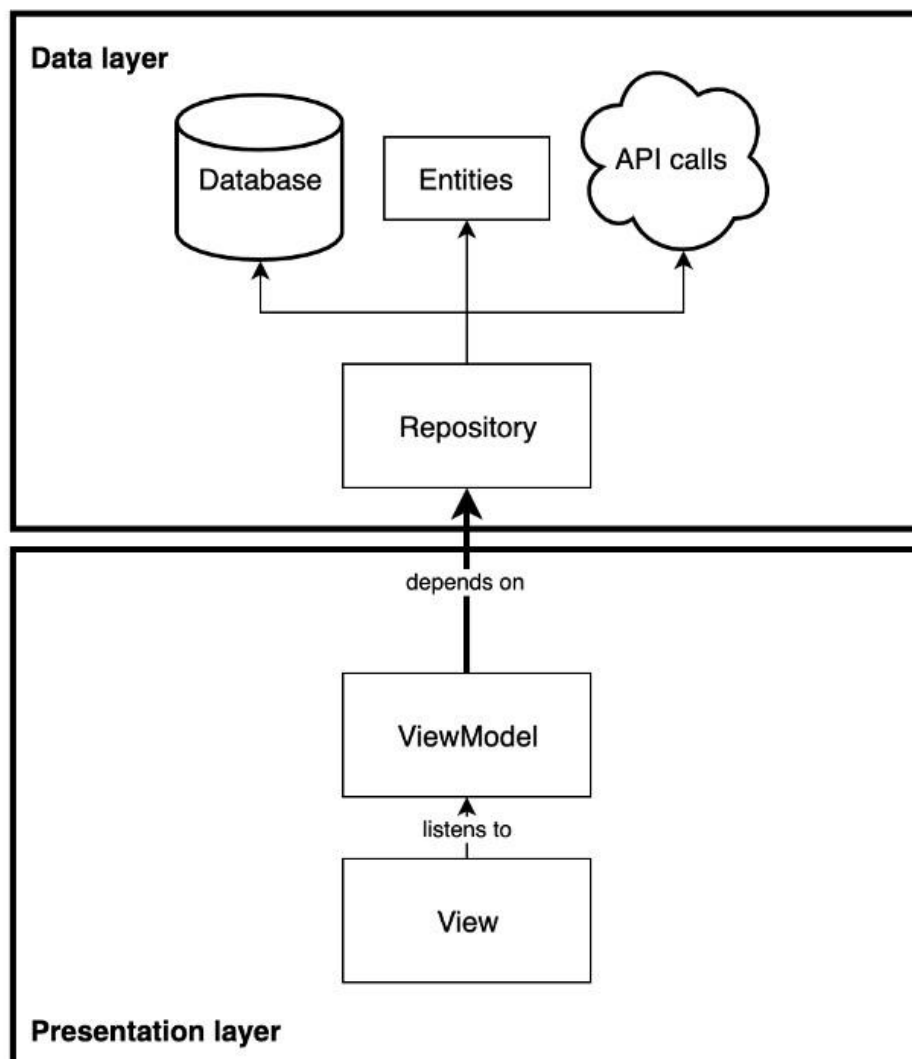 Data layer
Database
Entities
API calls
Repository
depends on
ViewModel
listens to
View
Presentation layer